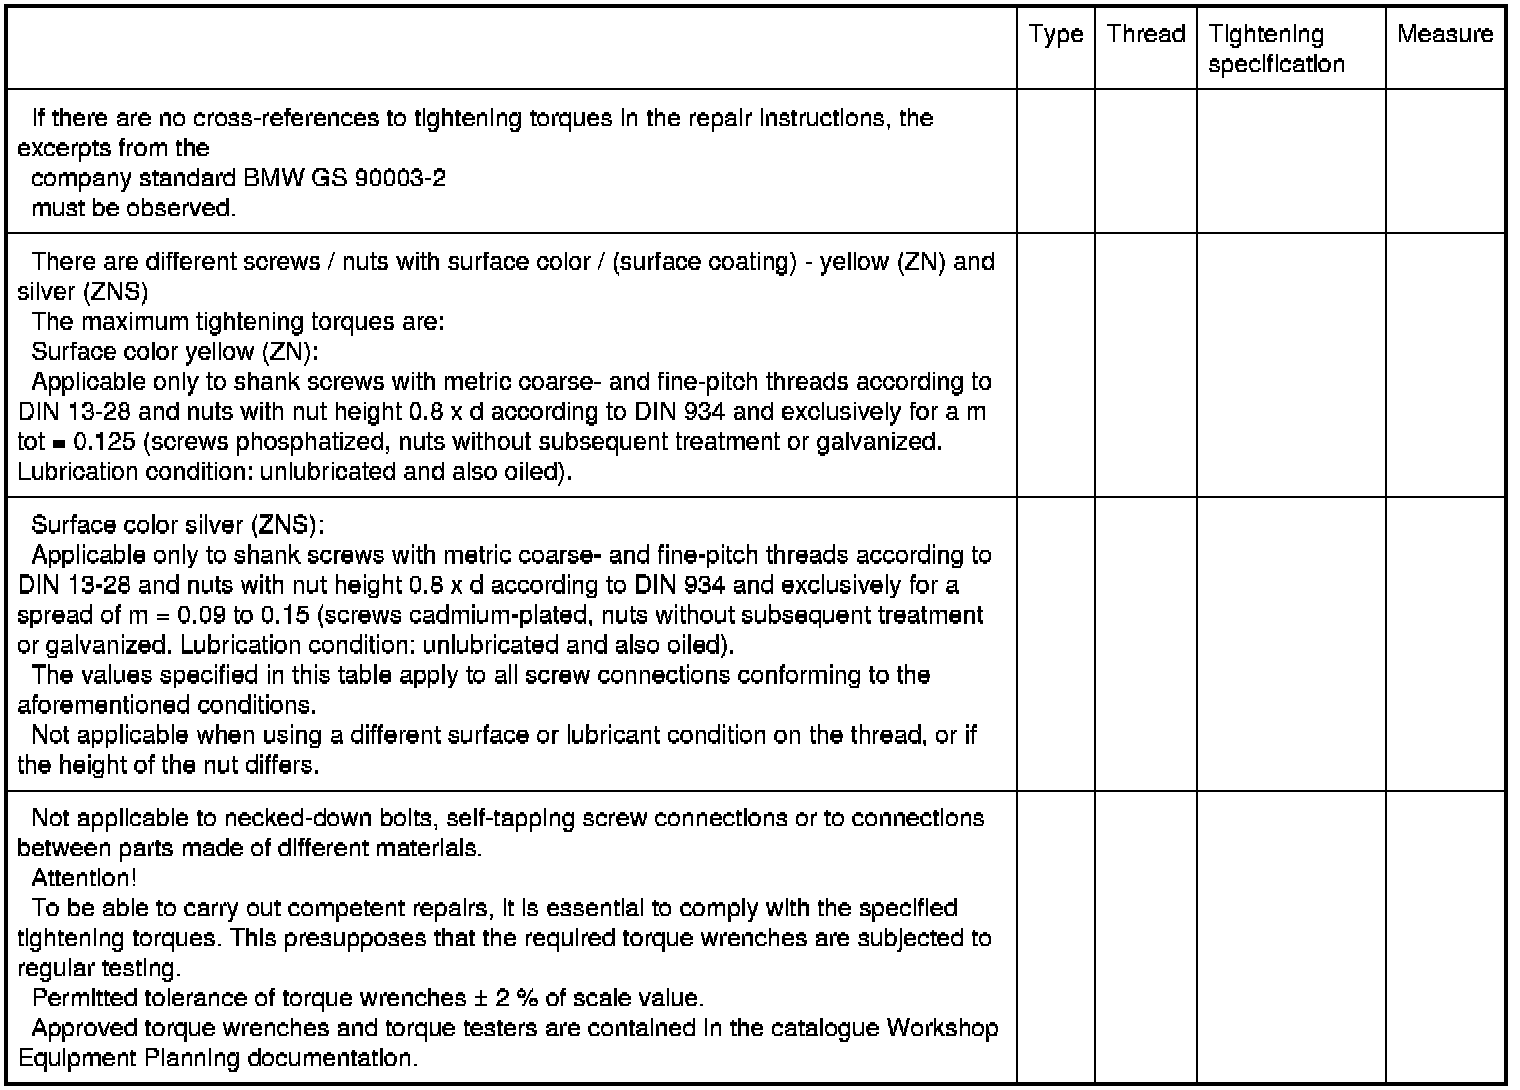 Type Thread Tightening Measure
specification
If there are no cross-references to tightening torques in the repair instructions, the
excerpts from the
company standard BMW GS 90003-2
must be observed.
There are different screws / nuts with surface color / (surface coating) - yellow (ZN) and
silver (ZNS)
The maximum tightening torques are:
Surface color yellow (ZN):
Applicable only to shank screws with metric coarse- and fine-pitch threads according to
DIN 13-28 and nuts with nut height 0.8 x d according to DIN 934 and exclusively for a m
tot = 0.125 (screws phosphatized, nuts without subsequent treatment or galvanized.
Lubrication condition: unlubricated and also oiled).
Surface color silver (ZNS):
Applicable only to shank screws with metric coarse- and fine-pitch threads according to
DIN 13-28 and nuts with nut height 0.8 x d according to DIN 934 and exclusively for a
spread of m = 0.09 to 0.15 (screws cadmium-plated, nuts without subsequent treatment
or galvanized. Lubrication condition: unlubricated and also oiled).
The values specified in this table apply to all screw connections conforming to the
aforementioned conditions.
Not applicable when using a different surface or lubricant condition on the thread, or if
the height of the nut differs.
Not applicable to necked-down bolts, self-tapping screw connections or to connections
between parts made of different materials.
Attention!
To be able to carry out competent repairs, it is essential to comply with the specified
tightening torques. This presupposes that the required torque wrenches are subjected to
regular testing.
Permitted tolerance of torque wrenches ± 2 % of scale value.
Approved torque wrenches and torque testers are contained in the catalogue Workshop
Equipment Planning documentation.